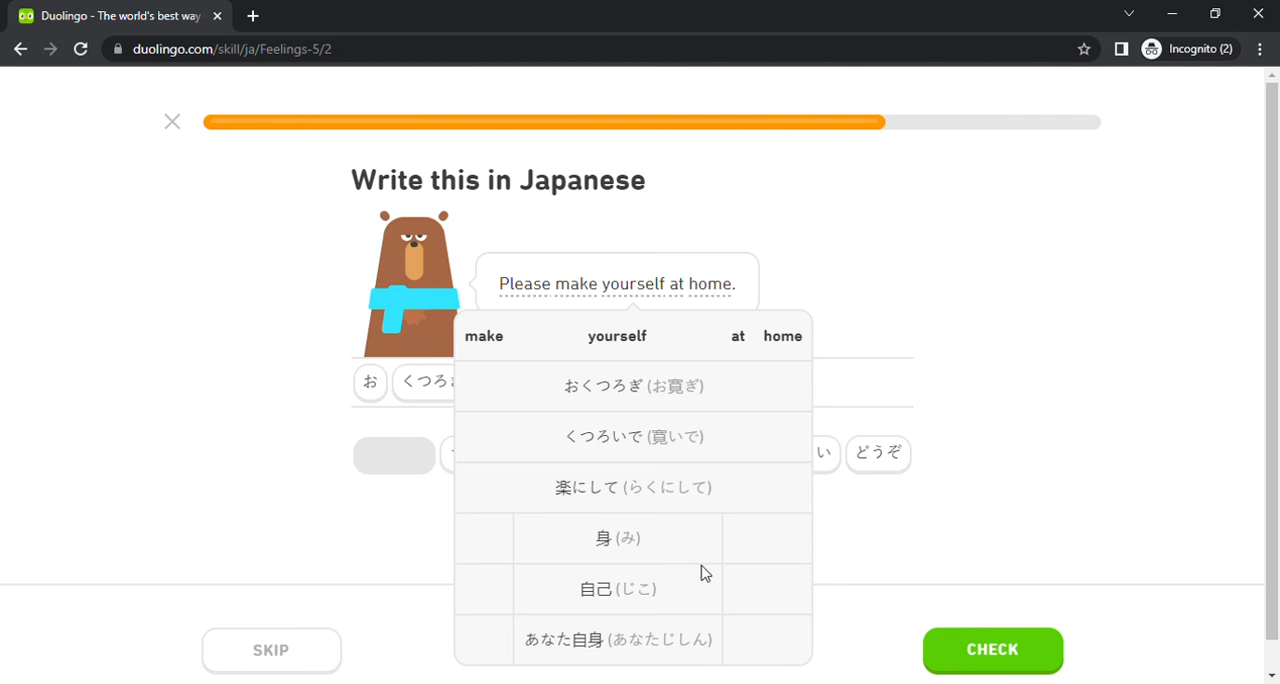 Duolingo - The world's best way
duolingo.com/skill/ja/Feelings-5/2
Incognito (2)
Write this in Japanese
Please make yourself at home.
make yourself at home
お くつろ
おくつろぎ (お寛ぎ)
くつろいで (寛いで)
い どうぞ
楽にして (らくにして)
身 (み)
自己 (じこ)
あなた自身 (あなたじしん)
SKIP
CHECK